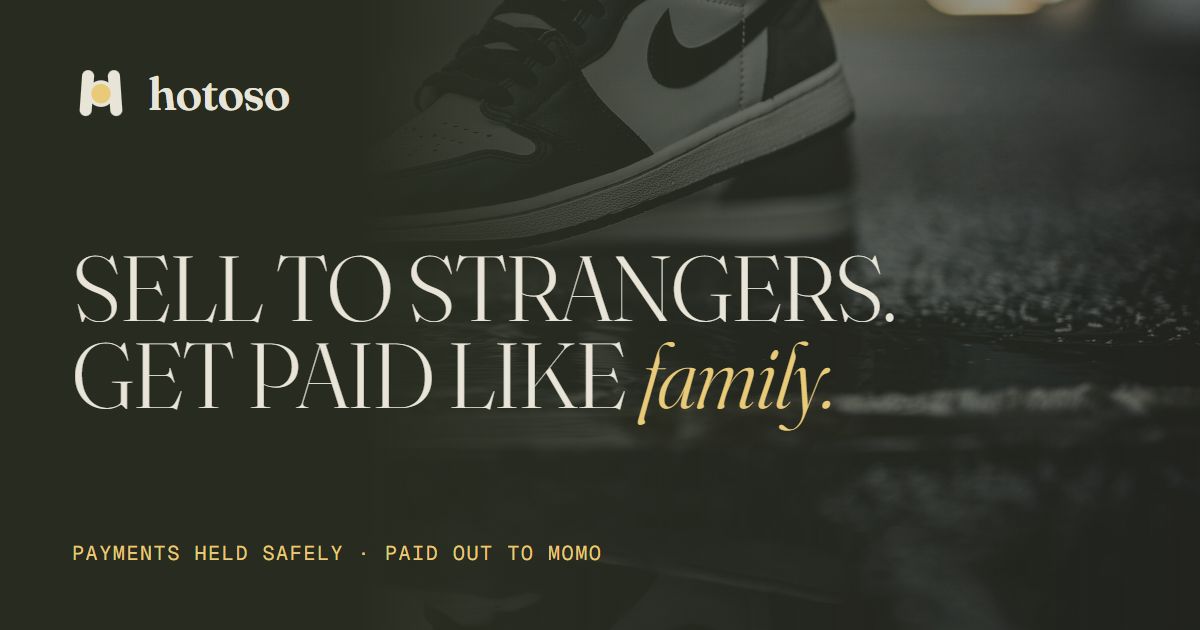 hotoso
SELL TO STRANGERS.
GET PAID LIKE family.
PAYMENTS HELD SAFELY · PAID OUT TO MOMO